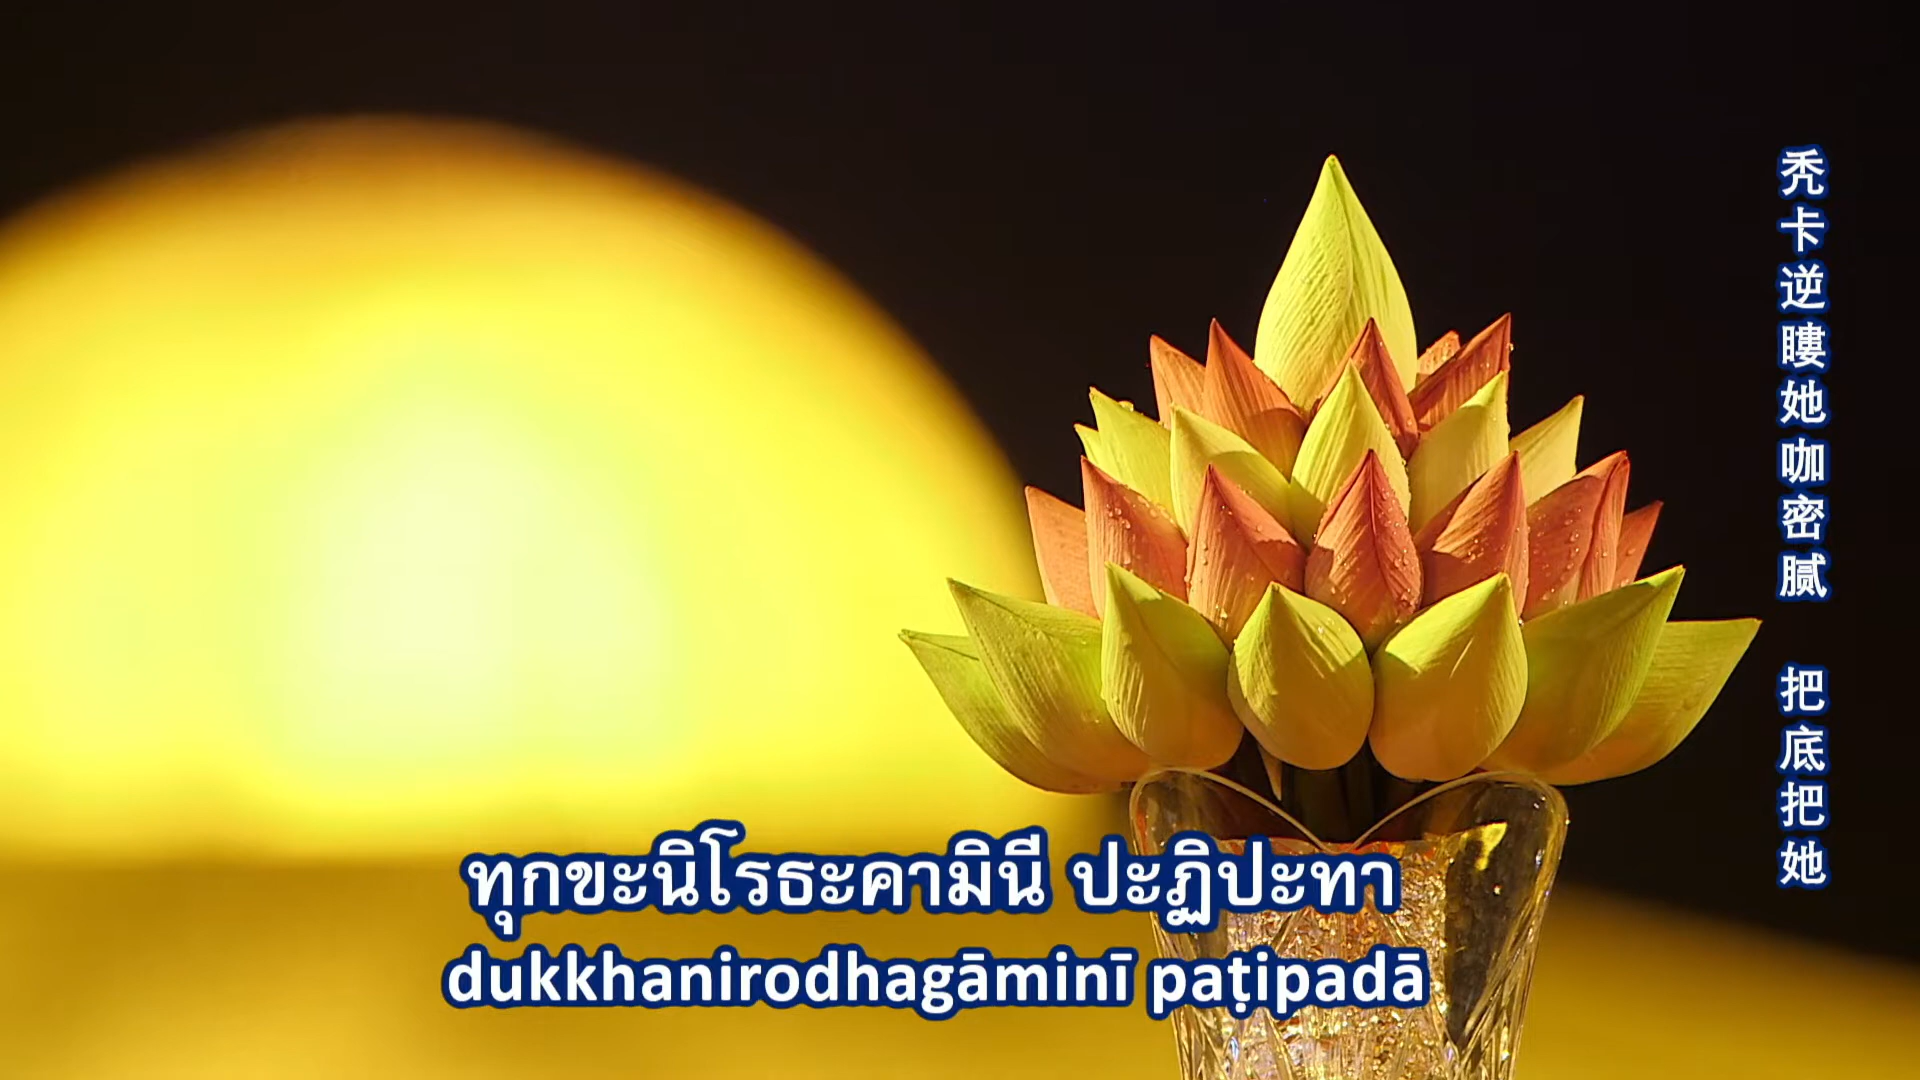 ทุกขะนิโรธะคามินี ปะฏิปะทา
dukkhanirodhagāminī paṭipadā
秃卡逆瞜她咖密腻 把底把她